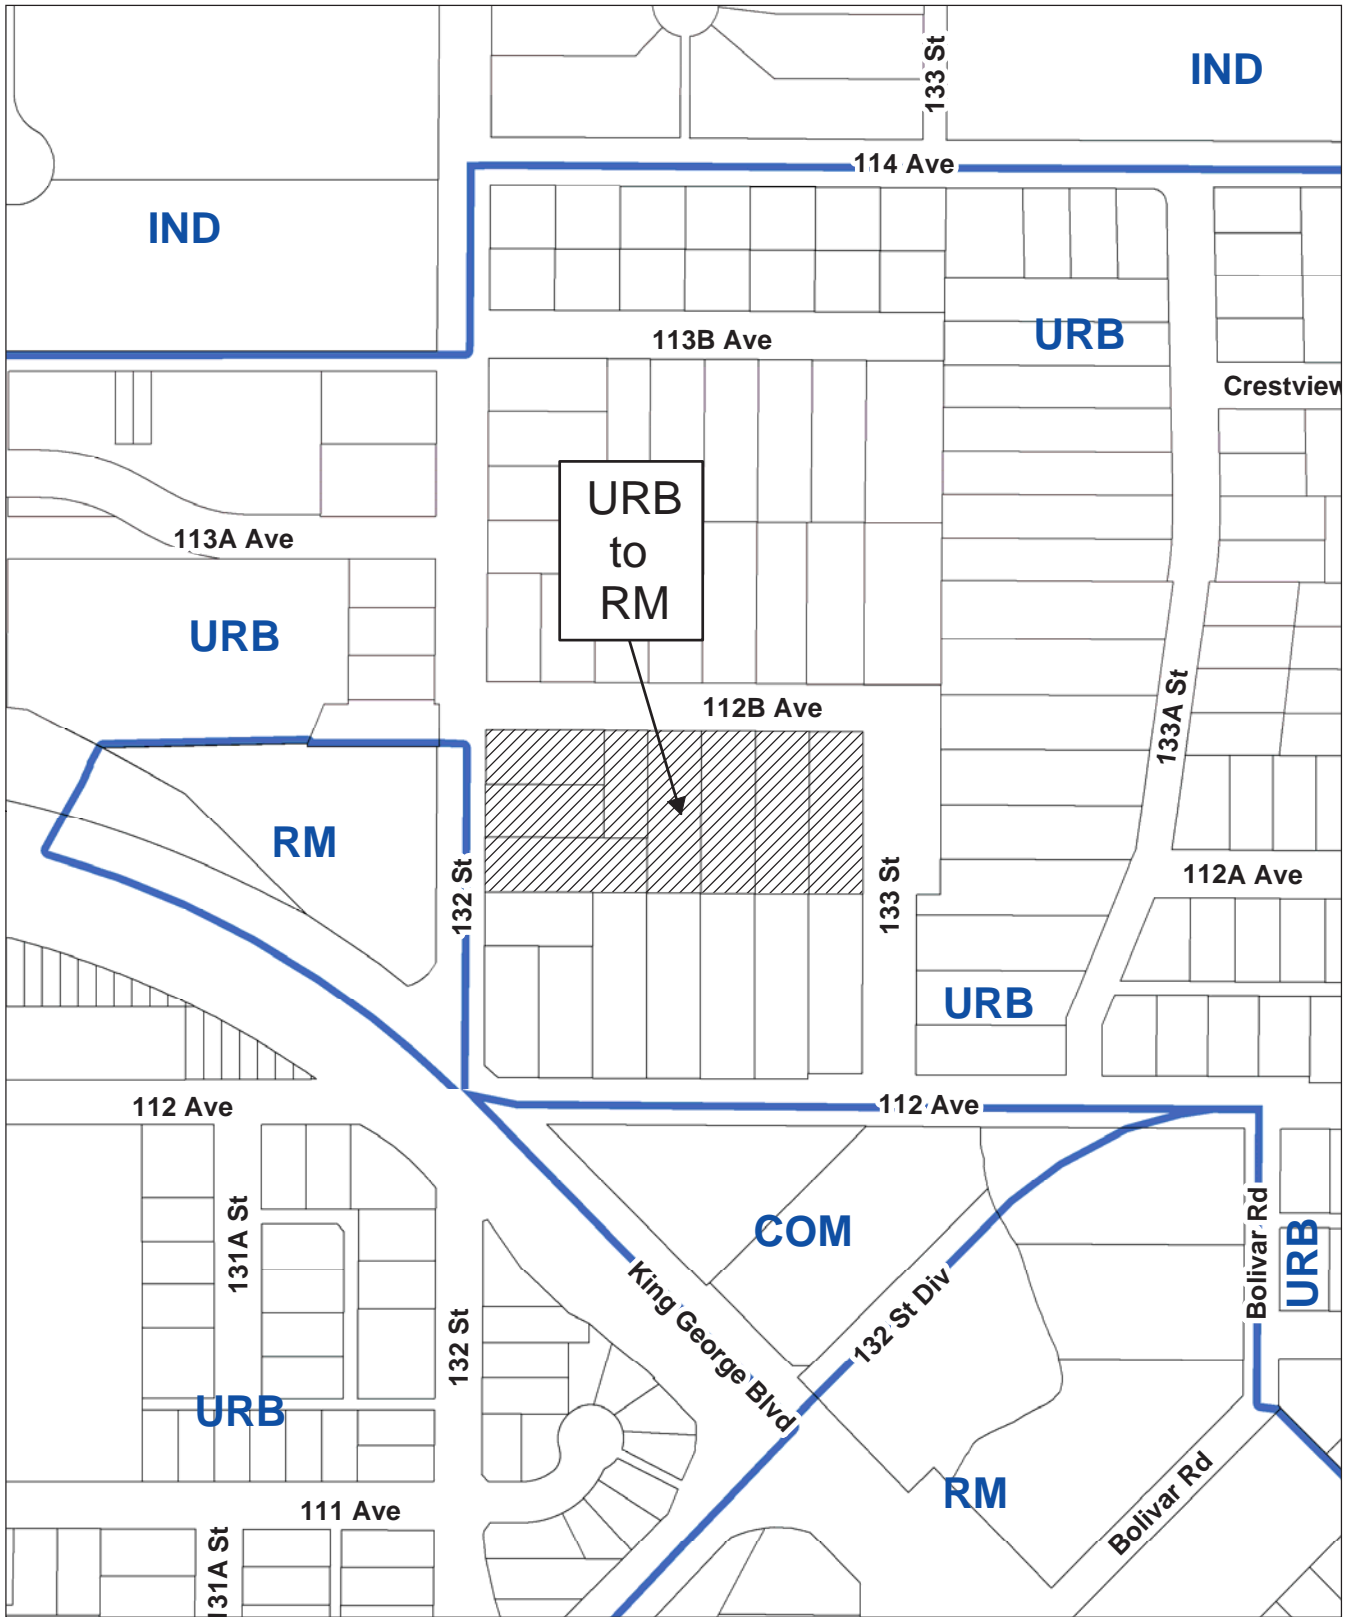 133 St
IND
114 Ave
IND
113B Ave
URB
Crestview
URB
to
RM
113A Ave
URB
112B Ave
133A St
RM
132 St
133 St
112A Ave
URB
112 Ave
112 Ave
131A St
COM
Bolivar Rd
URB
King George Blvd
132 St Div
132 St
URB
RM
111 Ave
Bolivar Rd
131A St